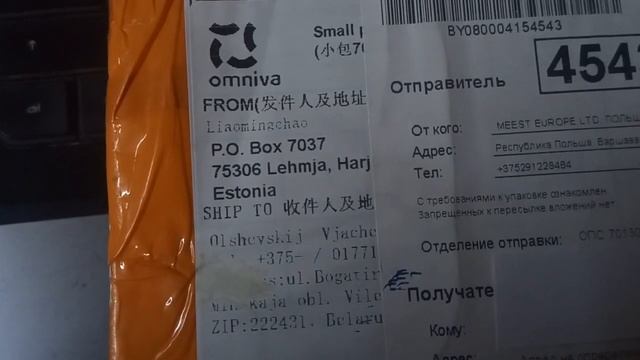 omniva
Small
(小包
FROM(发件人及地址
Liaomingchao
P.O. Box 7037
75306 Lehmja, Harj
Estonia
SHIP TO 收件人及地
Olshevskij Vjache
+375- / 01771
s:ul.Bogatir
kaja obl. Vile
ZIP:222431. Belaru
BY080004154543
454
Отправитель
От кого: MEEST EUROPE LTD, ПОЛЬШ
Адрес: Республика Польша, Варшава
Тел: +375291228484
С требованиями к упаковке ознакомлен
Запрещенных к пересылке вложений нет.
Отделение отправки: ОПС
Получате
Кому:
Адрес: